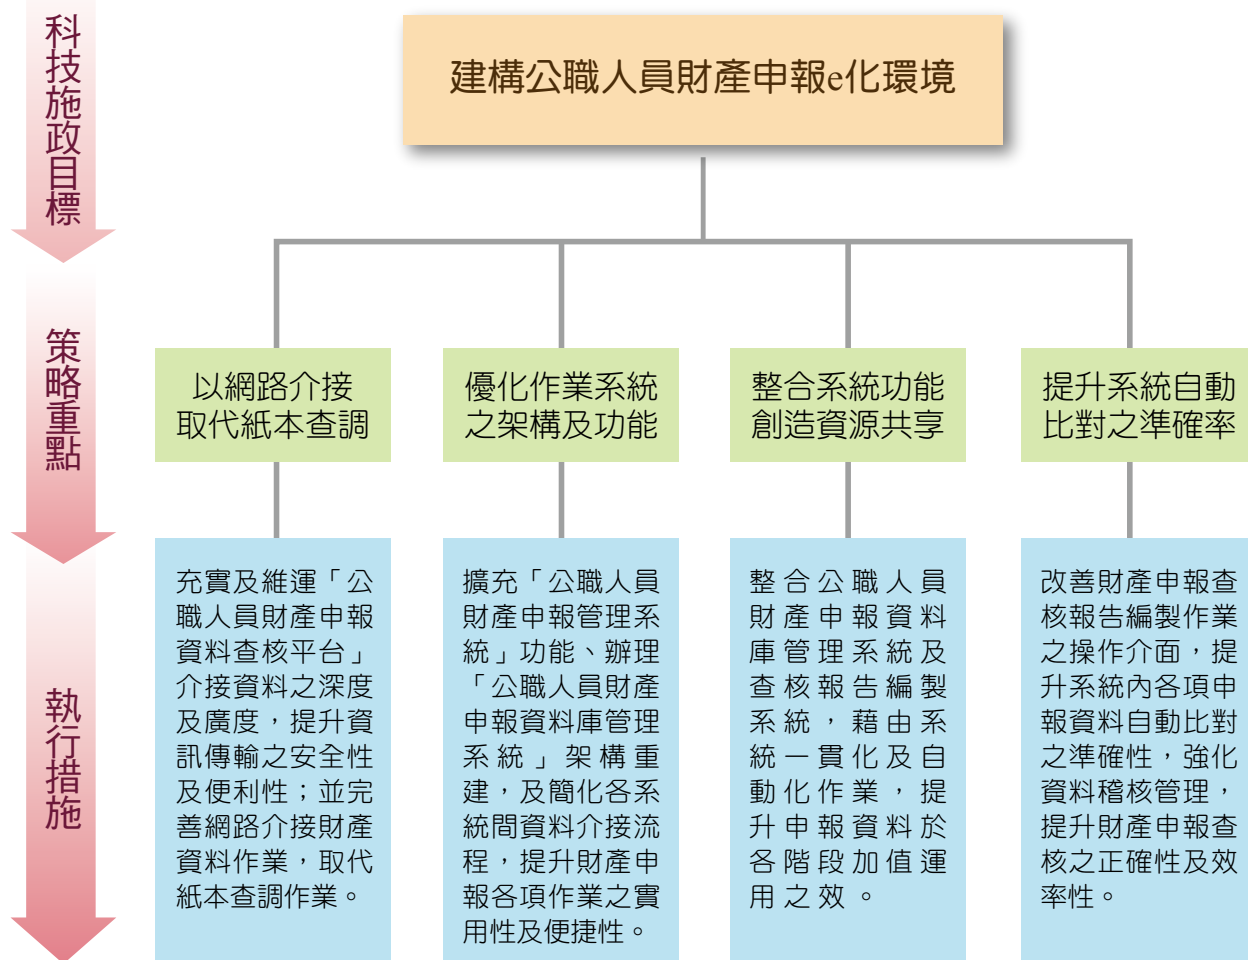 科技施政目標
建構公職人員財產申報e化環境
策略重點
以網路介接
取代紙本查調
優化作業系統
之架構及功能
整合系統功能
創造資源共享
提升系統自動
比對之準確率
執行措施
充實及維運「公
職人員財產申報
資料查核平台」
介接資料之深度
及廣度，提升資
訊傳輸之安全性
及便利性；並完
善網路介接財產
資料作業，取代
紙本查調作業。
擴充「公職人員
財產申報管理系
統」功能、辦理
「公職人員財產
申報資料庫管理
系統」架構重
建，及簡化各系
統間資料介接流
程，提升財產申
報各項作業之實
用性及便捷性。
整合公職人員
財產申報資料
庫管理系統及
查核報告編製
系統，藉由系
統一貫化及自
動化作業，提
升申報資料於
各階段加值運
用之效。
改善財產申報查
核報告編製作業
之操作介面，提
升系統內各項申
報資料自動比對
之準確性，強化
資料稽核管理，
提升財產申報查
核之正確性及效
率性。